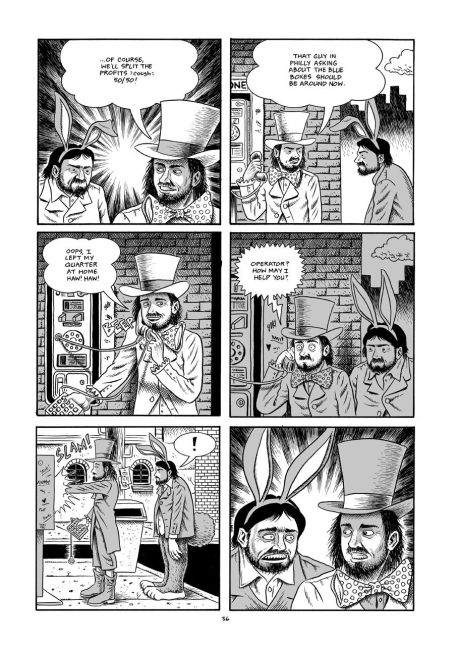 ...OF COURSE,
WE'LL SPLIT THE
PROFITS :cough:
50/50!
THAT GUY IN
PHILLY ASKING
ABOUT THE BLUE
BOXES SHOULD
BE AROUND NOW.
ONE
OOPS, I
LEFT MY
QUARTER
AT HOME
HAW! HAW!
OPERATOR?
HOW MAY I
HELP YOU?
SLAM!
!
36